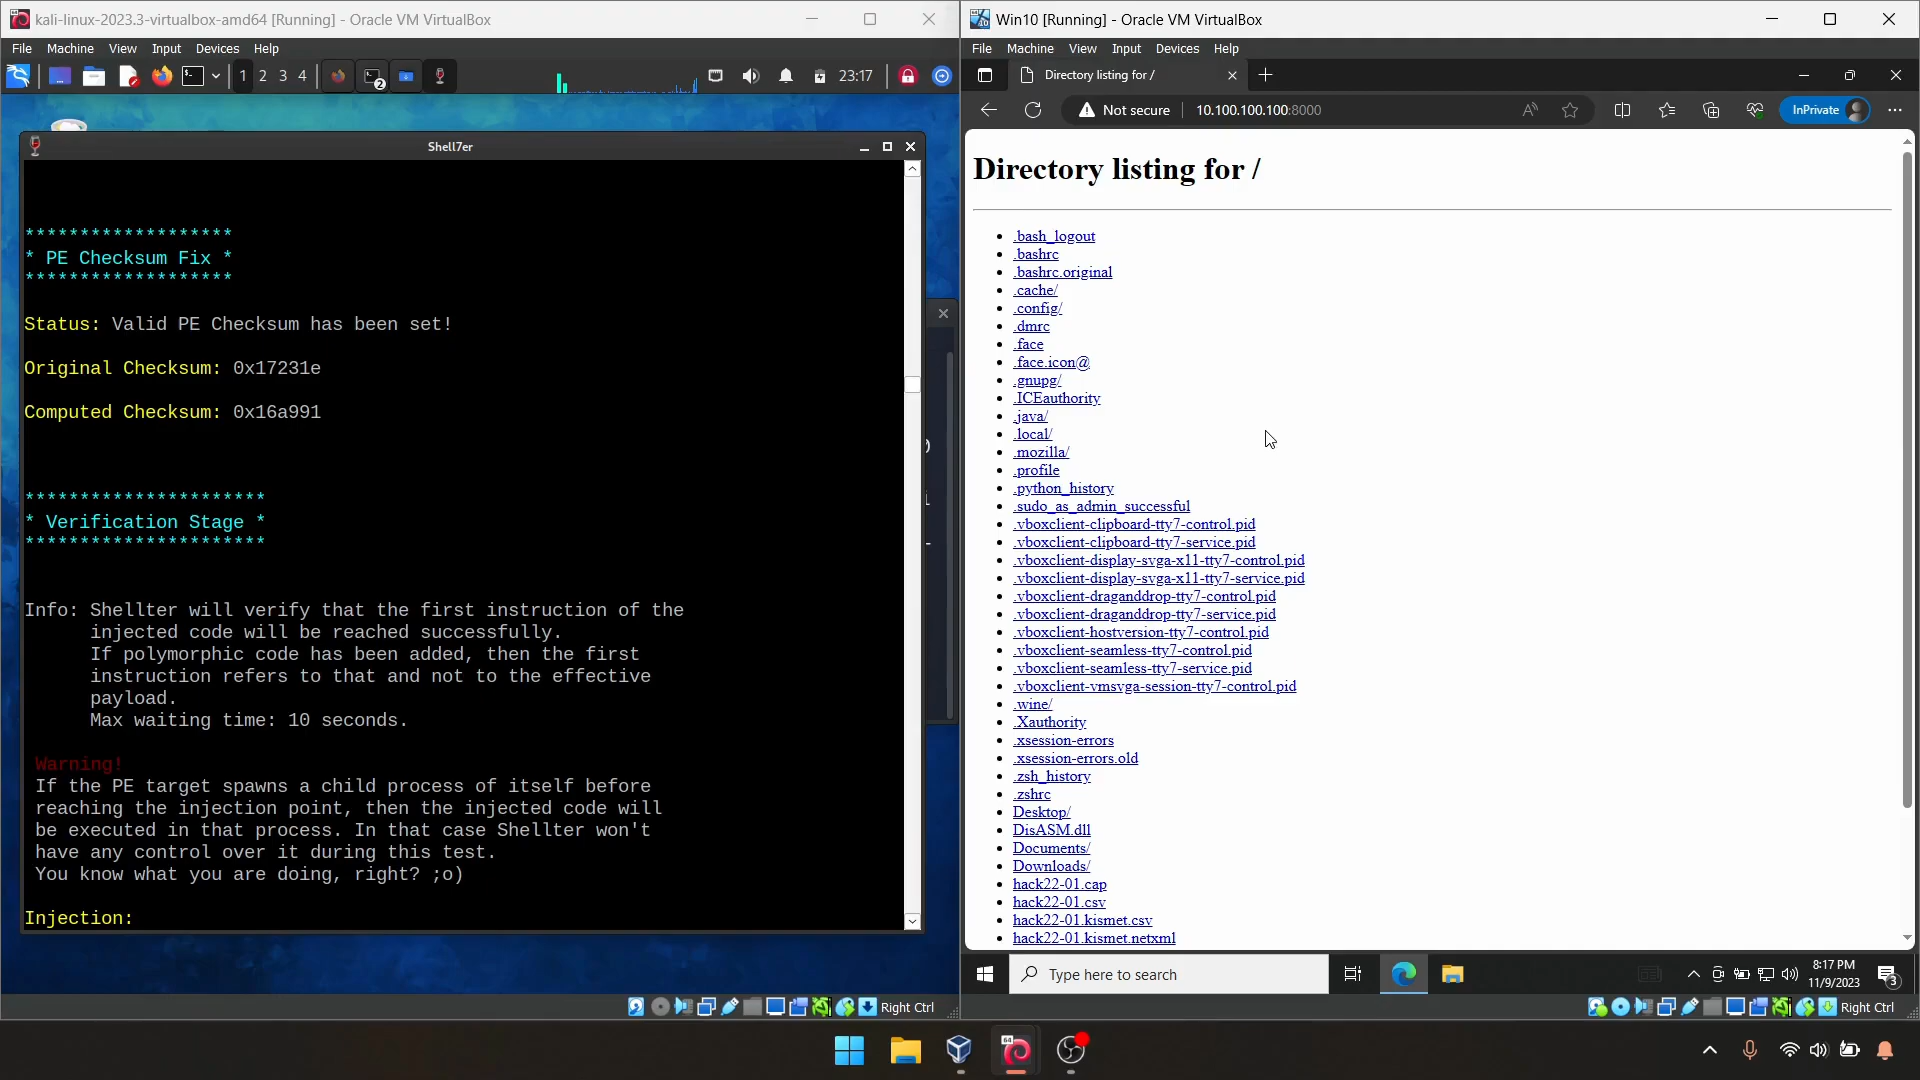 kali-linux-2023.3-virtualbox-amd64 [Running] - Oracle VM VirtualBox
File Machine View Input Devices Help
1 2 3 4
2
23:17
Shell7er
*******************
* PE Checksum Fix *
*******************
Status: Valid PE Checksum has been set!
Original Checksum: 0x17231e
Computed Checksum: 0x16a991
**********************
* Verification Stage *
**********************
Info: Shellter will verify that the first instruction of the
injected code will be reached successfully.
If polymorphic code has been added, then the first
instruction refers to that and not to the effective
payload.
Max waiting time: 10 seconds.
Warning!
If the PE target spawns a child process of itself before
reaching the injection point, then the injected code will
be executed in that process. In that case Shellter won't
have any control over it during this test.
You know what you are doing, right? ;o)
Injection:
Right Ctrl
Win10 [Running] - Oracle VM VirtualBox
File Machine View Input Devices Help
Directory listing for /
Not secure 10.100.100.100:8000
InPrivate
Directory listing for /
.bash_logout
.bashrc
.bashrc.original
.cache/
.config/
.dmrc
.face
.face.icon@
.gnupg/
.ICEauthority
.java/
.local/
.mozilla/
.profile
.python_history
.sudo_as_admin_successful
.vboxclient-clipboard-tty7-control.pid
.vboxclient-clipboard-tty7-service.pid
.vboxclient-display-svga-x11-tty7-control.pid
.vboxclient-display-svga-x11-tty7-service.pid
.vboxclient-draganddrop-tty7-control.pid
.vboxclient-draganddrop-tty7-service.pid
.vboxclient-hostversion-tty7-control.pid
.vboxclient-seamless-tty7-control.pid
.vboxclient-seamless-tty7-service.pid
.vboxclient-vmsvga-session-tty7-control.pid
.wine/
.Xauthority
.xsession-errors
.xsession-errors.old
.zsh_history
.zshrc
Desktop/
DisASM.dll
Documents/
Downloads/
hack22-01.cap
hack22-01.csv
hack22-01.kismet.csv
hack22-01.kismet.netxml
Type here to search
8:17 PM
11/9/2023
3
Right Ctrl
64